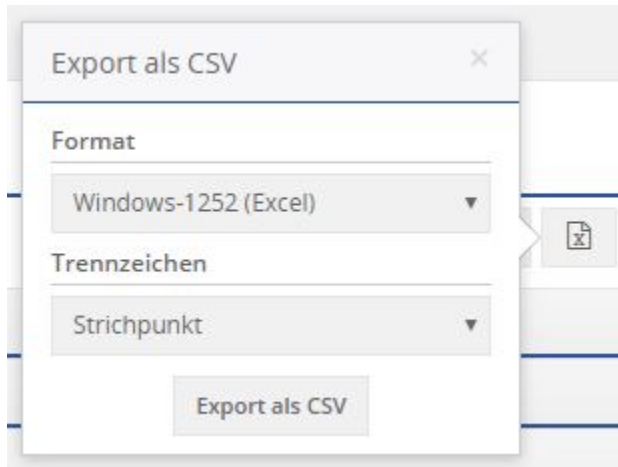 Export als CSV
Format
Windows-1252 (Excel)
Trennzeichen
Strichpunkt
Export als CSV